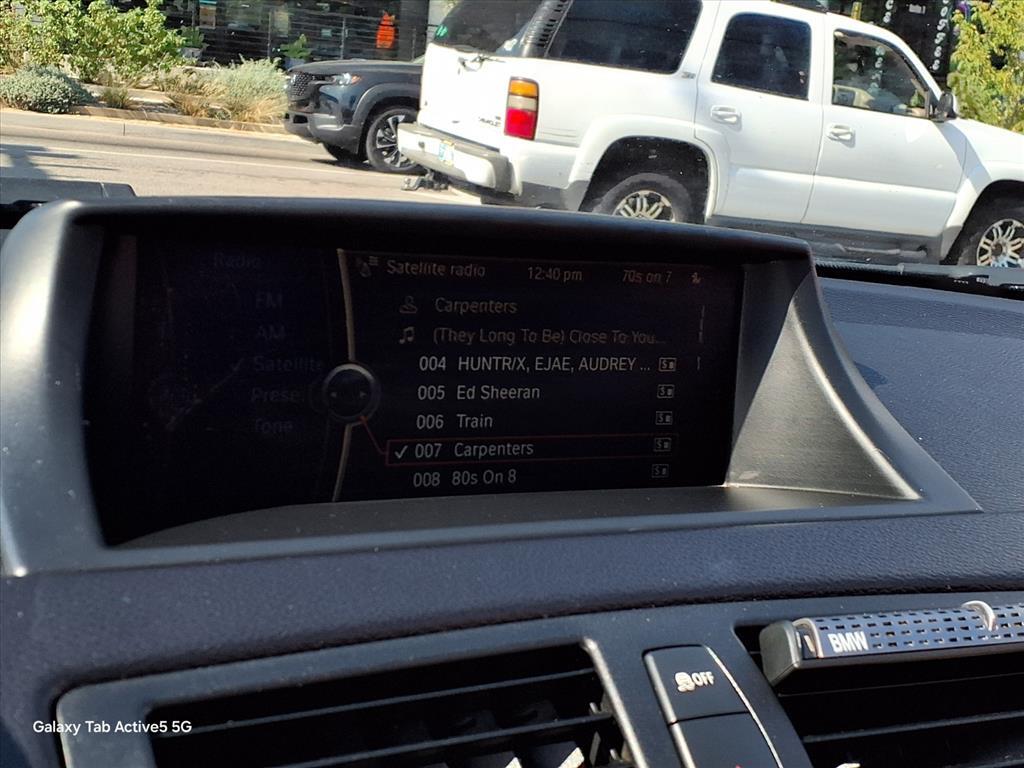 Radio
FM
AM
Satellite
Prese
Tone
Satellite radio 12:40 pm 70s on 7
Carpenters
(They Long To Be) Close To You...
004 HUNTR/X, EJAE, AUDREY ...
005 Ed Sheeran
006 Train
✓ 007 Carpenters
008 80s On 8
BMW
OFF
Galaxy Tab Active5 5G